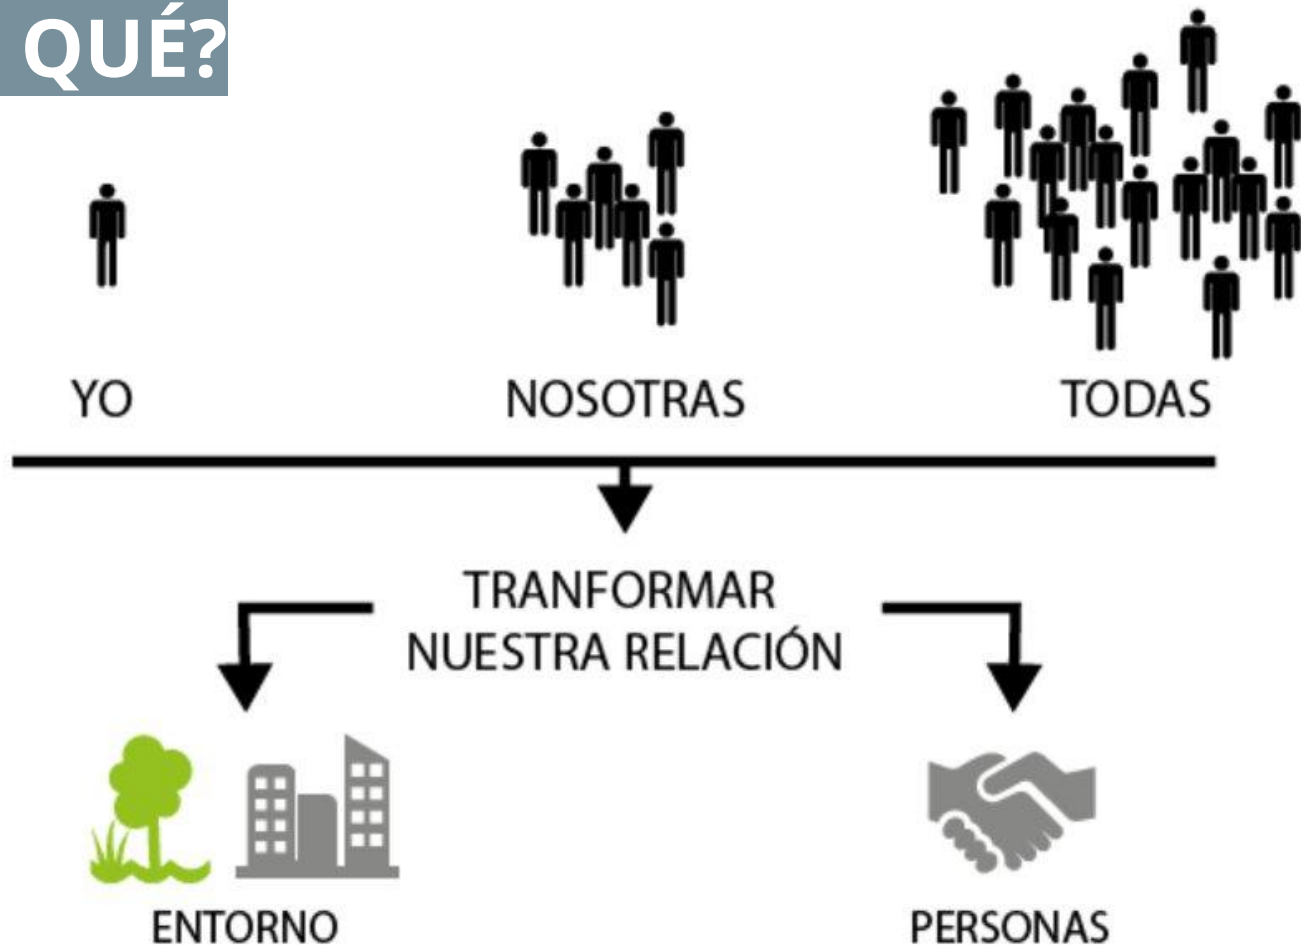 QUÉ?
YO
NOSOTRAS
TODAS
TRANFORMAR
NUESTRA RELACIÓN
ENTORNO
PERSONAS